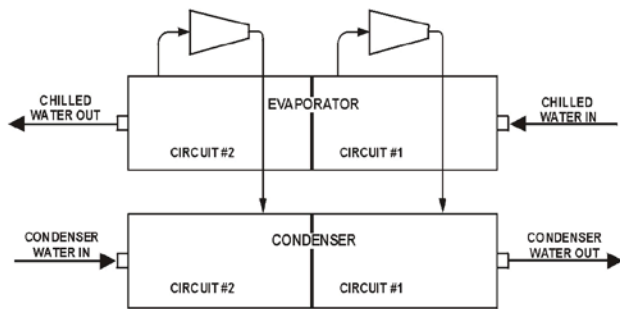 CHILLED
WATER OUT
EVAPORATOR
CHILLED
WATER IN
CIRCUIT #2
CIRCUIT #1
CONDENSER
WATER IN
CONDENSER
CONDENSER
WATER OUT
CIRCUIT #2
CIRCUIT #1